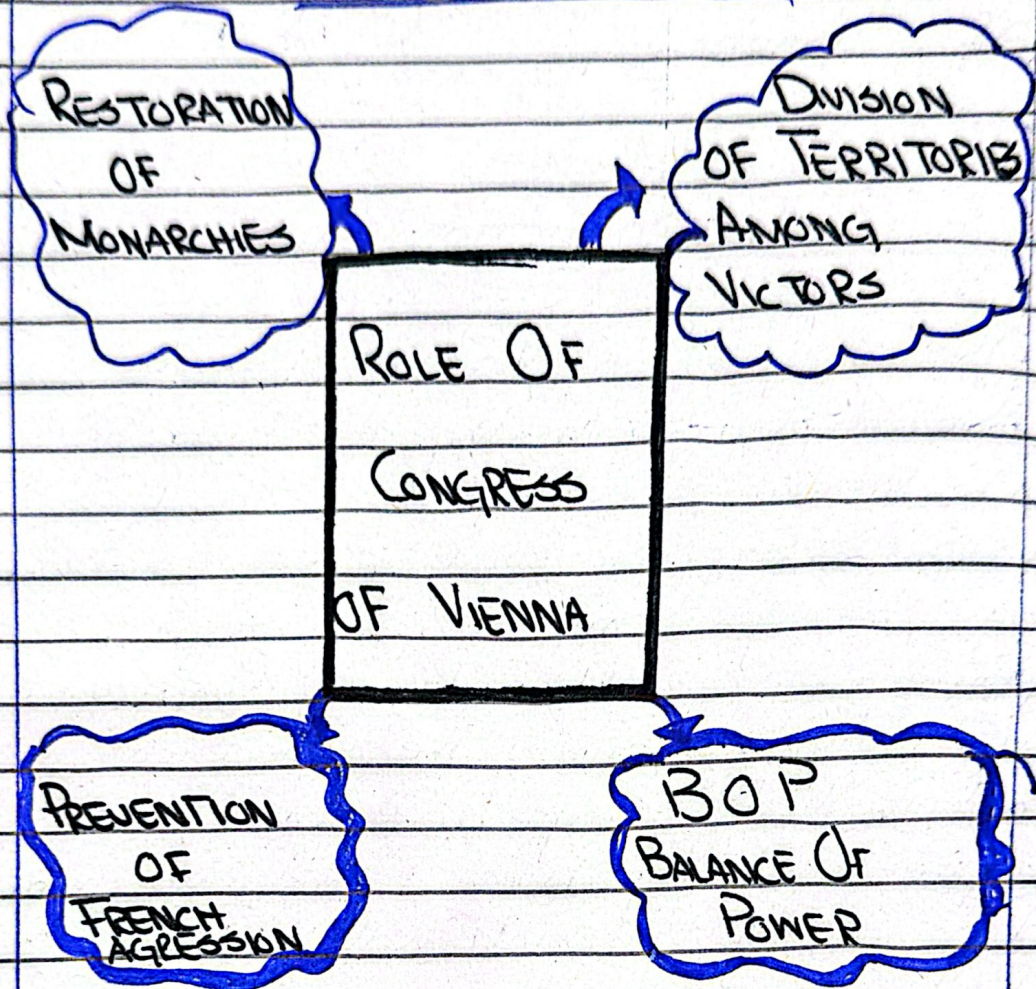 RESTORATION
OF
MONARCHIES
DIVISION
OF TERRITORIES
AMONG
VICTORS
ROLE OF
CONGRESS
OF VIENNA
PREVENTION
OF
FRENCH
AGRESSION
BOP
BALANCE OF
POWER